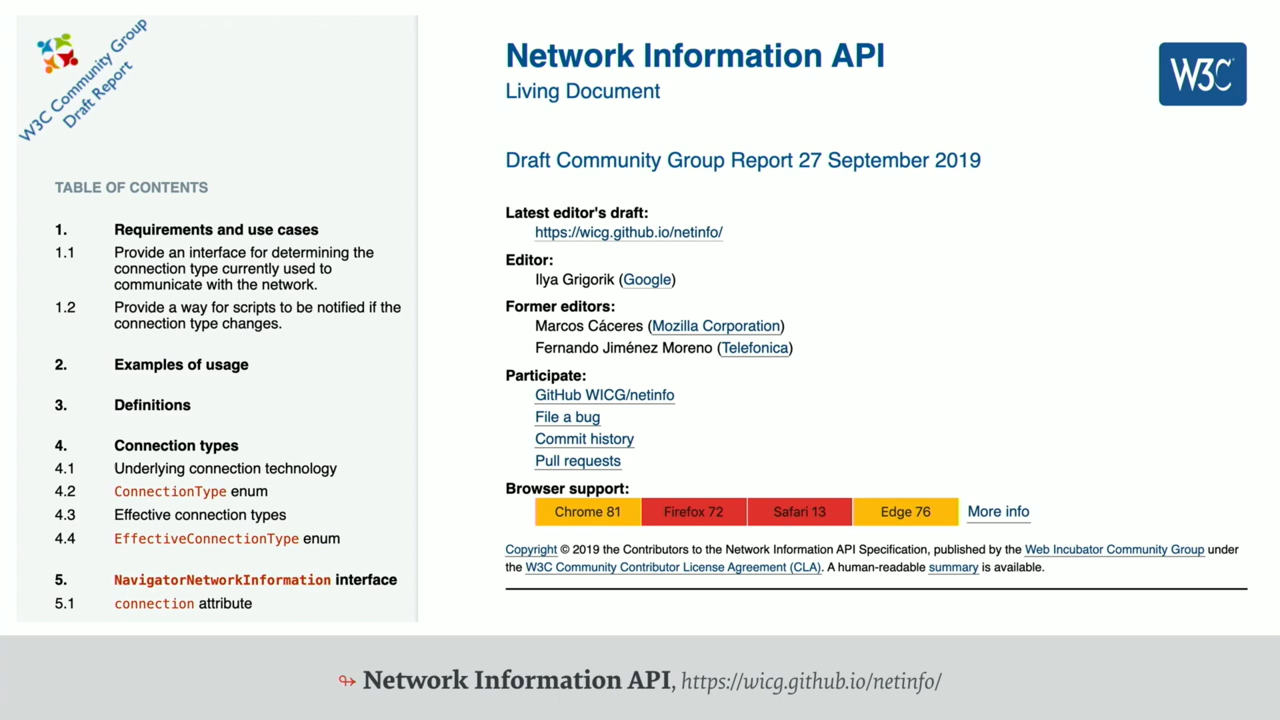 W3C Community Group
Draft Report
TABLE OF CONTENTS
1. Requirements and use cases
1.1 Provide an interface for determining the
connection type currently used to
communicate with the network.
1.2 Provide a way for scripts to be notified if the
connection type changes.
2. Examples of usage
3. Definitions
4. Connection types
4.1 Underlying connection technology
4.2 ConnectionType enum
4.3 Effective connection types
4.4 EffectiveConnectionType enum
5. NavigatorNetworkInformation interface
5.1 connection attribute
Network Information API
W3C
Living Document
Draft Community Group Report 27 September 2019
Latest editor's draft:
https://wicg.github.io/netinfo/
Editor:
Ilya Grigorik (Google)
Former editors:
Marcos Cáceres (Mozilla Corporation)
Fernando Jiménez Moreno (Telefonica)
Participate:
GitHub WICG/netinfo
File a bug
Commit history
Pull requests
Browser support:
Chrome 81 Firefox 72 Safari 13 Edge 76 More info
Copyright © 2019 the Contributors to the Network Information API Specification, published by the Web Incubator Community Group under
the W3C Community Contributor License Agreement (CLA). A human-readable summary is available.
↬ Network Information API, https://wicg.github.io/netinfo/